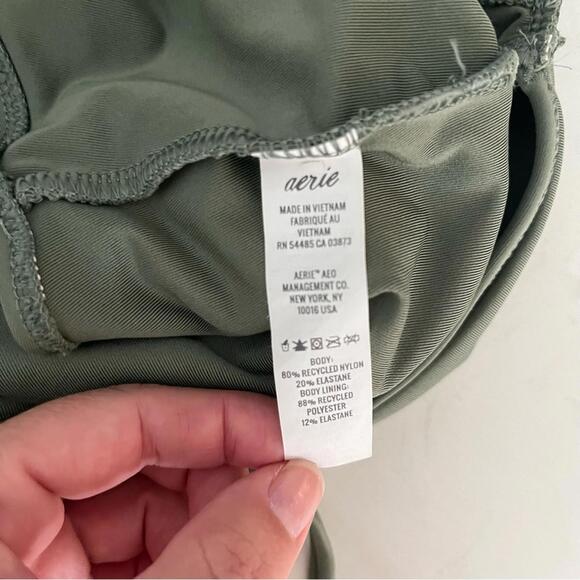 aerie
MADE IN VIETNAM
FABRIQUÉ AU
VIETNAM
RN 54485 CA 03873
AERIE™ AEO
MANAGEMENT CO.
NEW YORK, NY
10016 USA
BODY:
80% RECYCLED NYLON
20% ELASTANE
BODY LINING:
88% RECYCLED
POLYESTER
12% ELASTANE